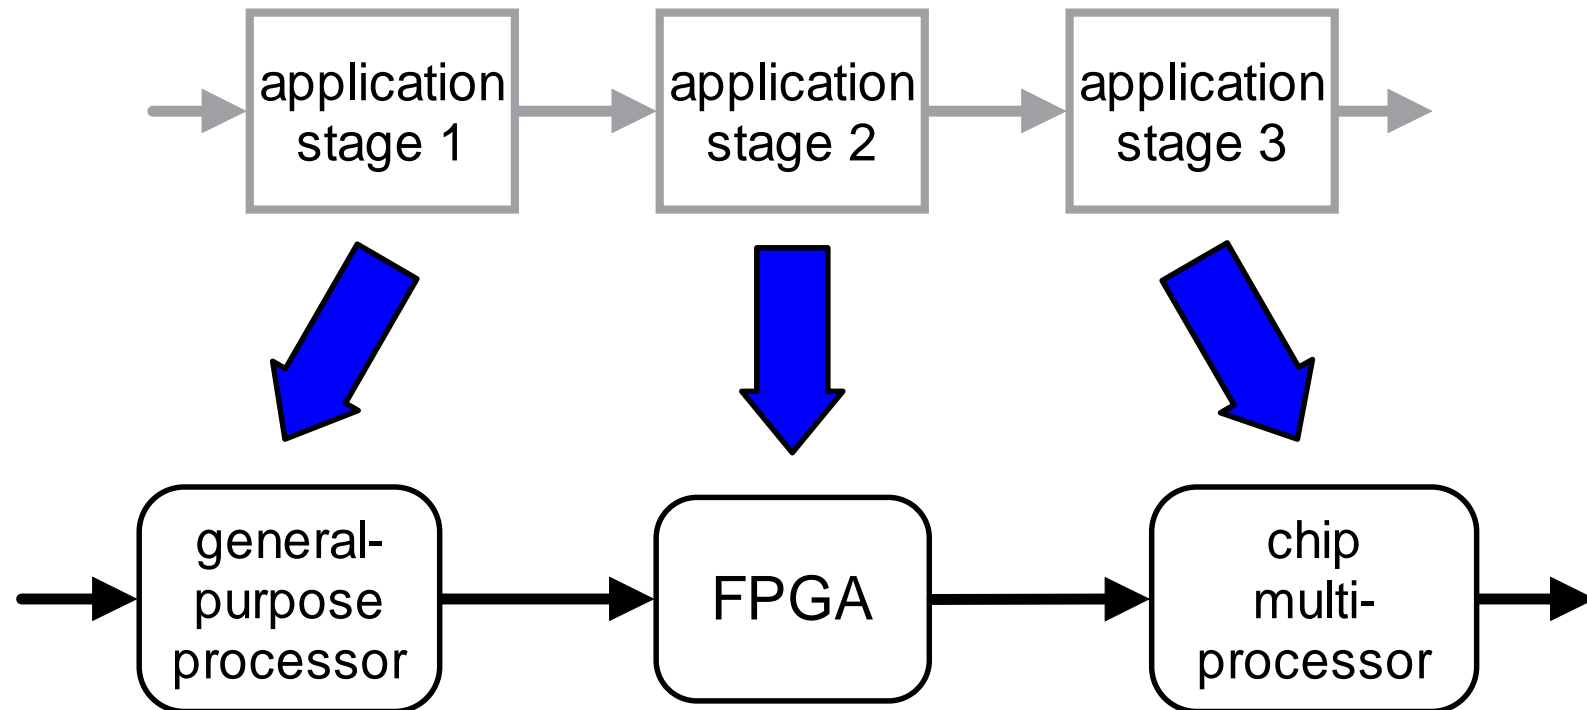 application
stage 1
application
stage 2
application
stage 3
general-
purpose
processor
FPGA
chip
multi-
processor